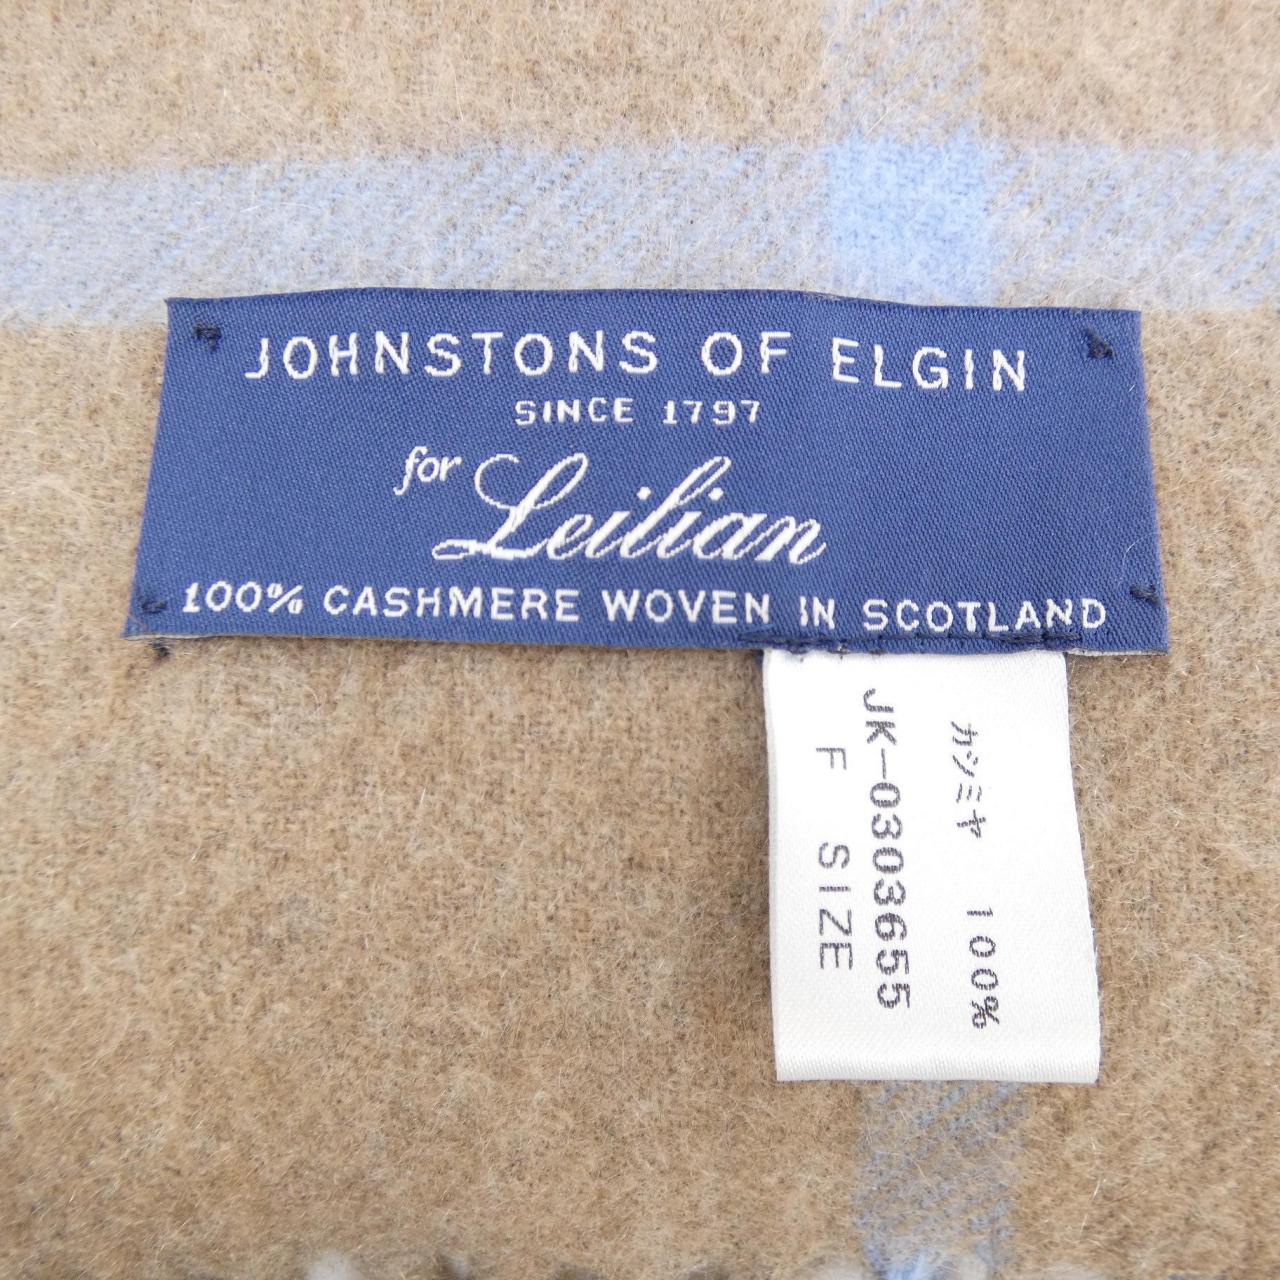 JOHNSTONS OF ELGIN
SINCE 1797
for Leilian
100% CASHMERE WOVEN IN SCOTLAND
カシミヤ 100%
JK-0303655
F SIZE